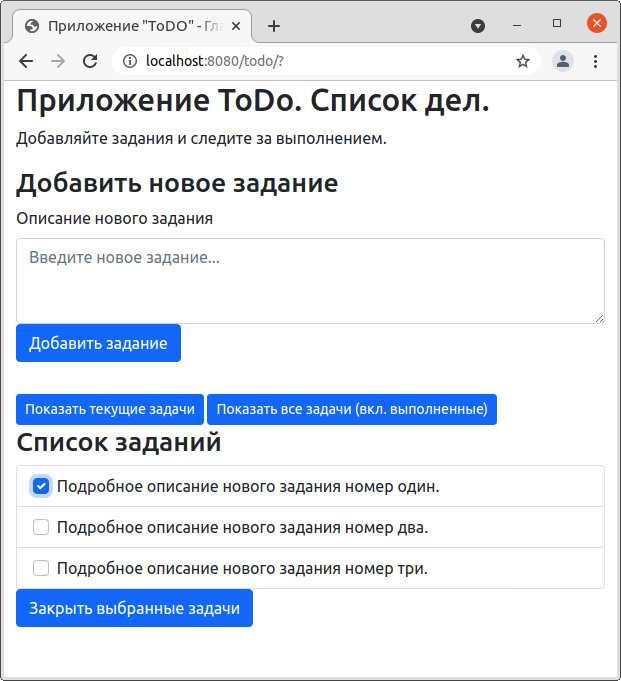 Приложение "ToDO" - Гла
localhost:8080/todo/?
Приложение ToDo. Список дел.
Добавляйте задания и следите за выполнением.
Добавить новое задание
Описание нового задания
Введите новое задание...
Добавить задание
Показать текущие задачи Показать все задачи (вкл. выполненные)
Список заданий
Подробное описание нового задания номер один.
Подробное описание нового задания номер два.
Подробное описание нового задания номер три.
Закрыть выбранные задачи